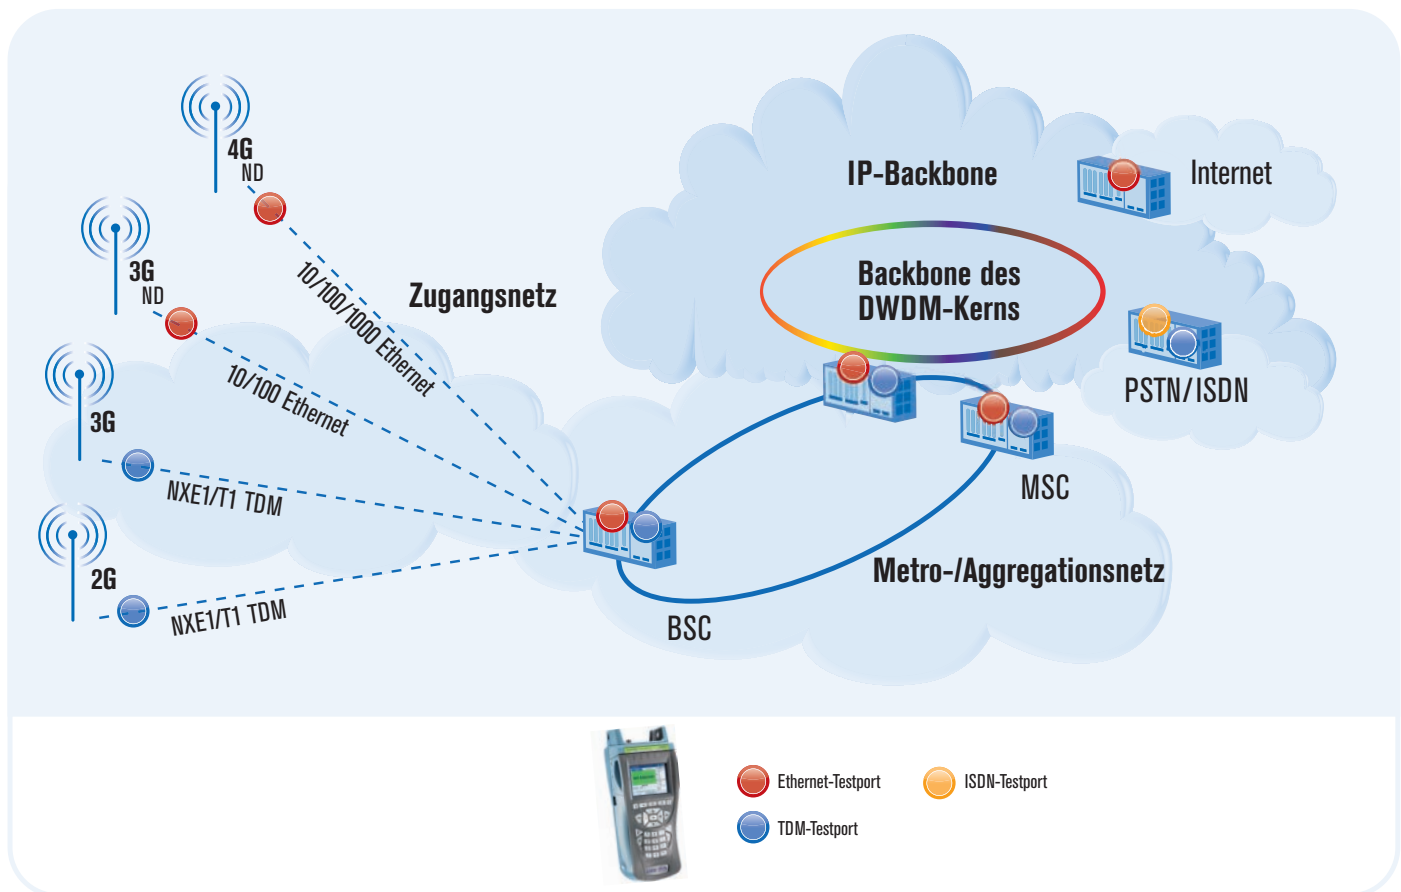 4G
ND
3G
ND
10/100/1000 Ethernet
Zugangsnetz
10/100 Ethernet
3G
NXE1/T1 TDM
2G
NXE1/T1 TDM
IP-Backbone
Internet
Backbone des
DWDM-Kerns
PSTN/ISDN
MSC
Metro-/Aggregationsnetz
BSC
Ethernet-Testport
ISDN-Testport
TDM-Testport